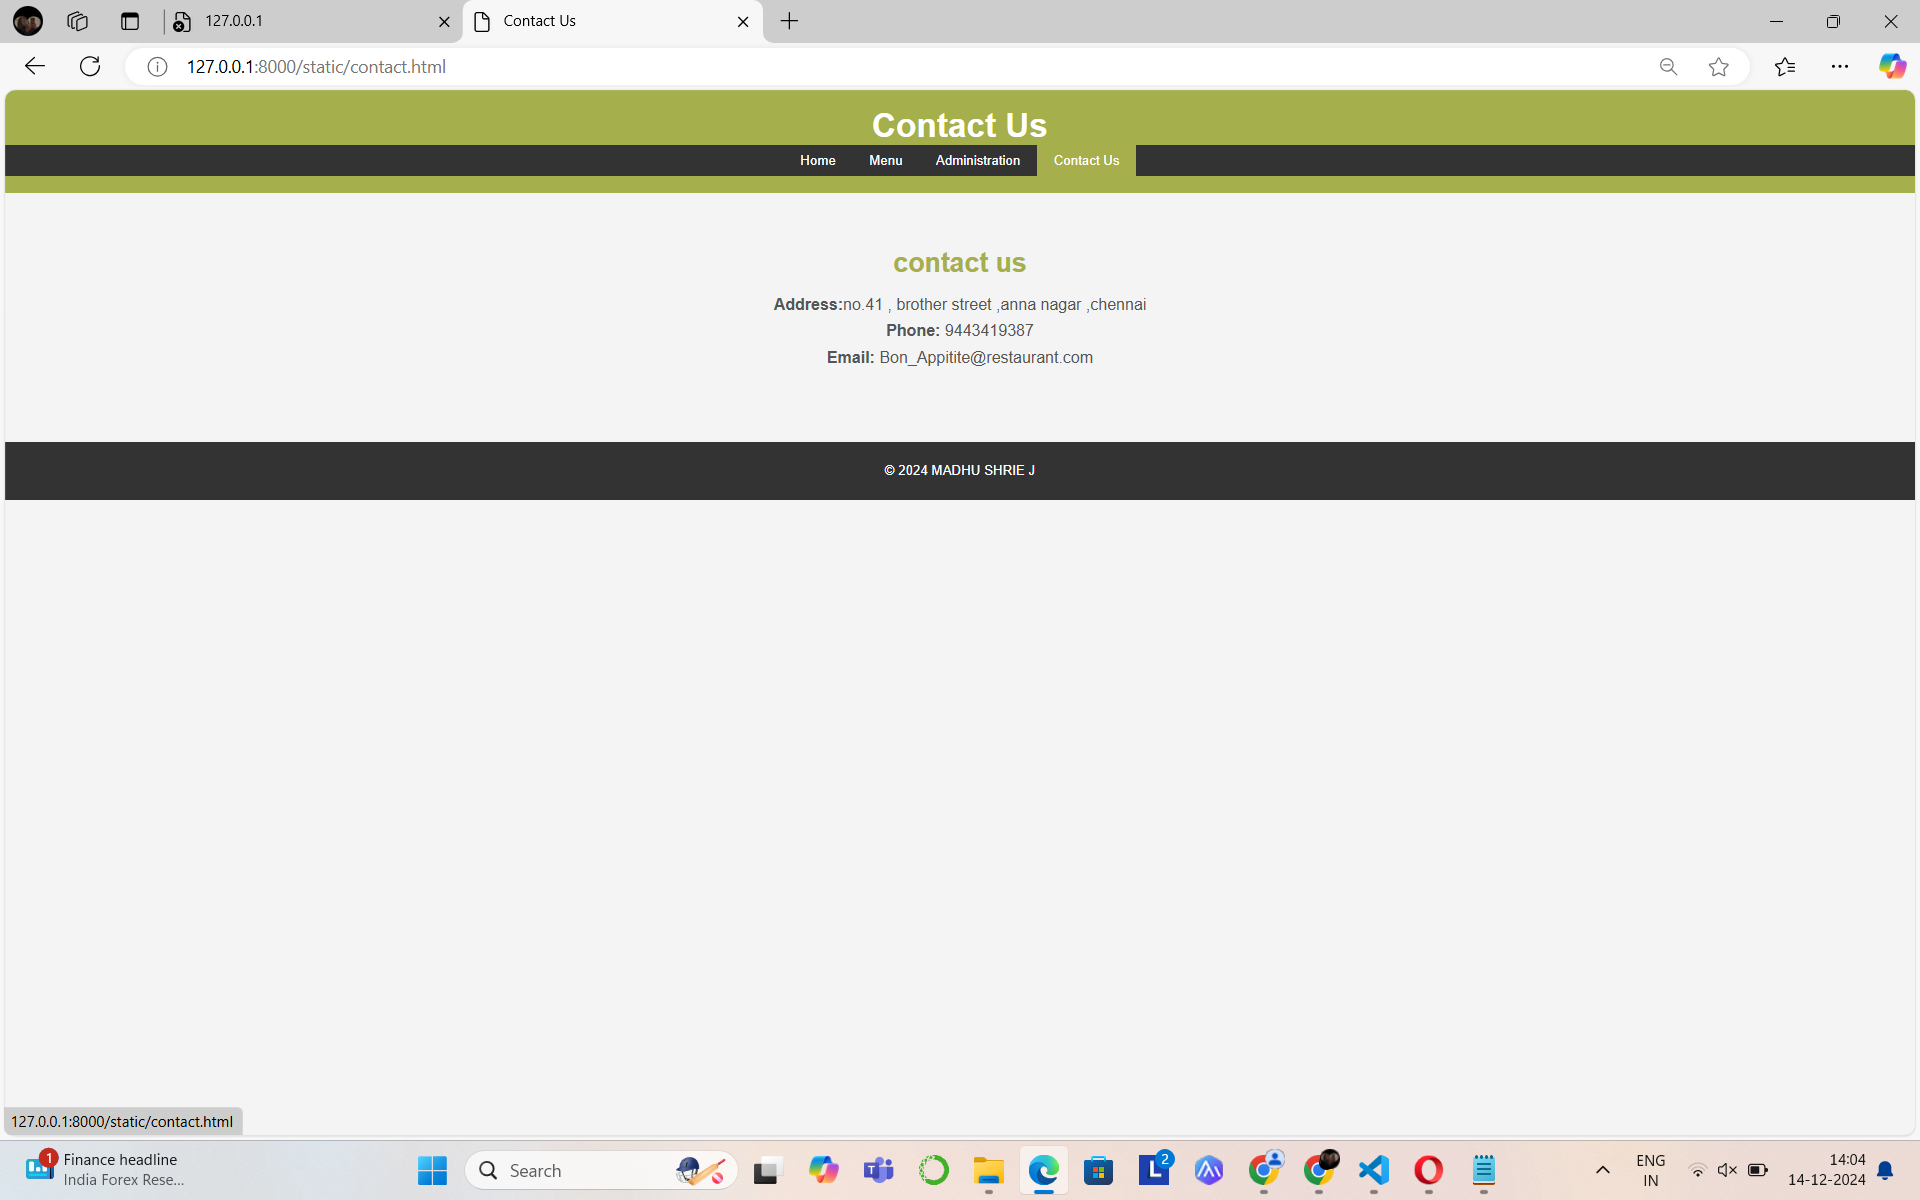 127.0.0.1
Contact Us
127.0.0.1:8000/static/contact.html
Contact Us
Home Menu Administration Contact Us
contact us
Address:no.41 , brother street ,anna nagar ,chennai
Phone: 9443419387
Email: Bon_Appitite@restaurant.com
© 2024 MADHU SHRIE J
127.0.0.1:8000/static/contact.html
1 Finance headline
India Forex Rese...
Search
T
L 2
ENG
IN
14:04
14-12-2024